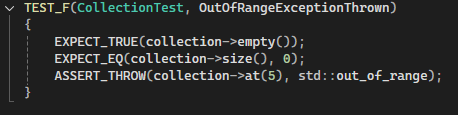 TEST_F(CollectionTest, OutOfRangeExceptionThrown)
{
    EXPECT_TRUE(collection->empty());
    EXPECT_EQ(collection->size(), 0);
    ASSERT_THROW(collection->at(5), std::out_of_range);
}